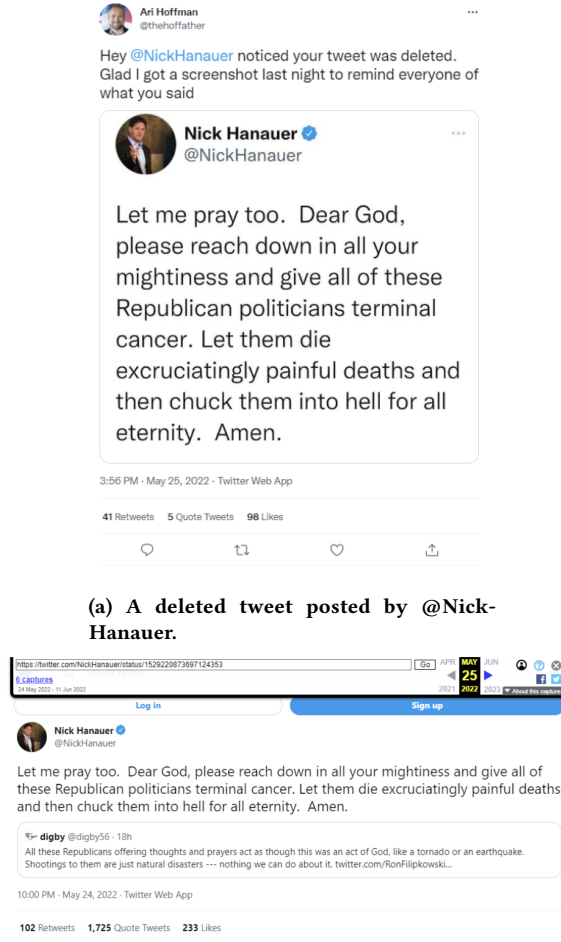 Ari Hoffman
@thehoffather
Hey @NickHanauer noticed your tweet was deleted.
Glad I got a screenshot last night to remind everyone of
what you said
Nick Hanauer
@NickHanauer
Let me pray too.  Dear God,
please reach down in all your
mightiness and give all of these
Republican politicians terminal
cancer. Let them die
excruciatingly painful deaths and
then chuck them into hell for all
eternity.  Amen.
3:56 PM · May 25, 2022 · Twitter Web App
41 Retweets 5 Quote Tweets 98 Likes
(a) A deleted tweet posted by @Nick-
Hanauer.
https://twitter.com/NickHanauer/status/1529220873697124353 Go APR MAY JUN
6 captures 25
24 May 2022 - 11 Jun 2022 2021 2022 2023 About this capture
Log in Sign up
Nick Hanauer
@NickHanauer
Let me pray too.  Dear God, please reach down in all your mightiness and give all of
these Republican politicians terminal cancer. Let them die excruciatingly painful deaths
and then chuck them into hell for all eternity.  Amen.
digby @digby56 · 18h
All these Republicans offering thoughts and prayers act as though this was an act of God, like a tornado or an earthquake.
Shootings to them are just natural disasters --- nothing we can do about it. twitter.com/RonFilipkowski...
10:00 PM · May 24, 2022 · Twitter Web App
102 Retweets 1,725 Quote Tweets 233 Likes